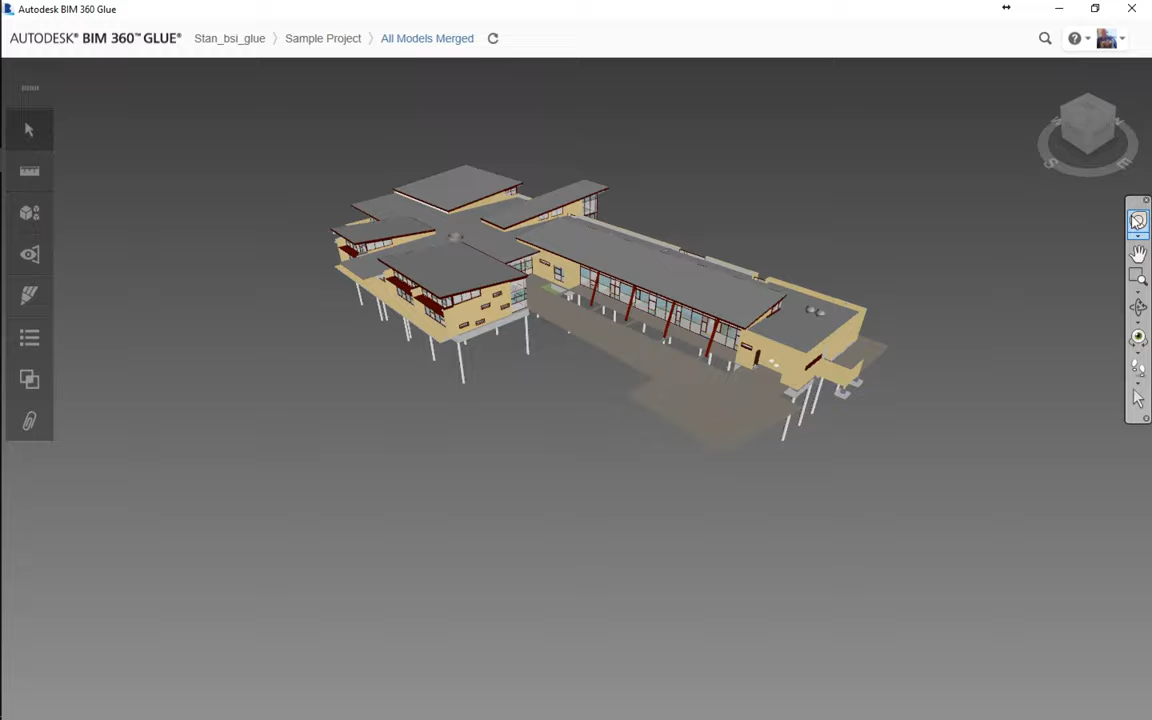 Autodesk BIM 360 Glue
AUTODESK® BIM 360™ GLUE® Stan_bsi_glue Sample Project All Models Merged
S E